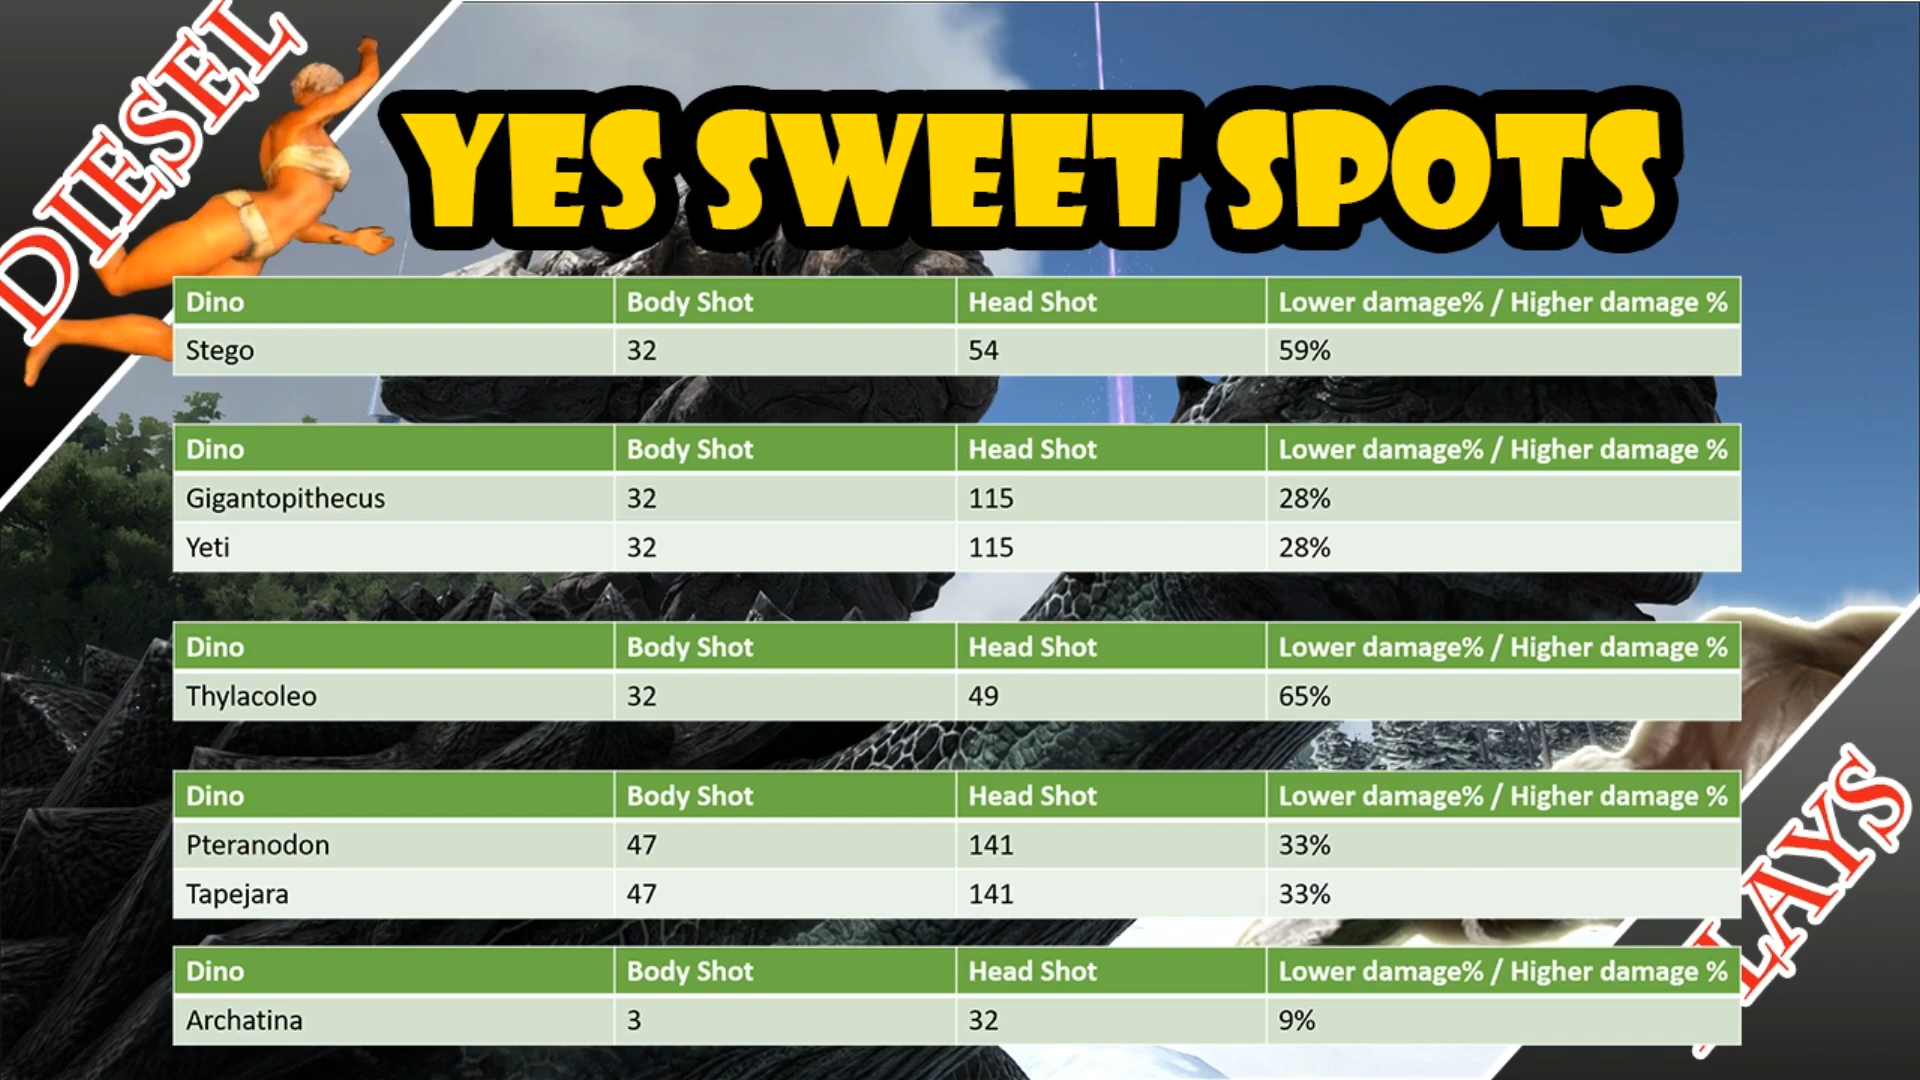 DIESEL
YES SWEET SPOTS
Dino Body Shot Head Shot Lower damage% / Higher damage %
Stego 32 54 59%
Dino Body Shot Head Shot Lower damage% / Higher damage %
Gigantopithecus 32 115 28%
Yeti 32 115 28%
Dino Body Shot Head Shot Lower damage% / Higher damage %
Thylacoleo 32 49 65%
Dino Body Shot Head Shot Lower damage% / Higher damage %
Pteranodon 47 141 33%
Tapejara 47 141 33%
Dino Body Shot Head Shot Lower damage% / Higher damage %
Archatina 3 32 9%
LAYS